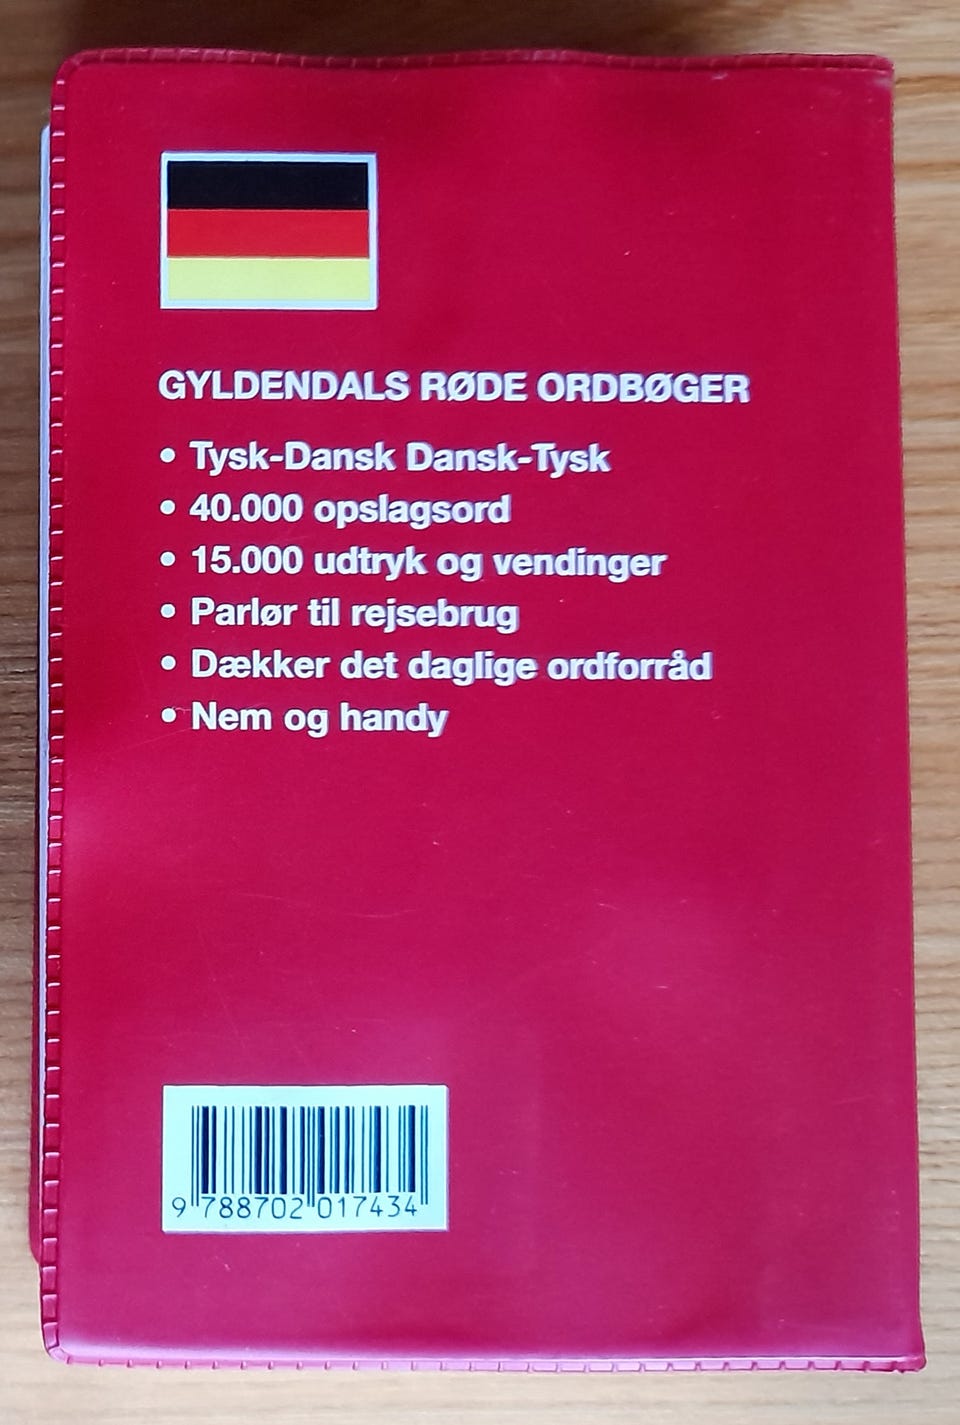 GYLDENDALS RØDE ORDBØGER
• Tysk-Dansk Dansk-Tysk
• 40.000 opslagsord
• 15.000 udtryk og vendinger
• Parlør til rejsebrug
• Dækker det daglige ordforråd
• Nem og handy
9 788702 017434